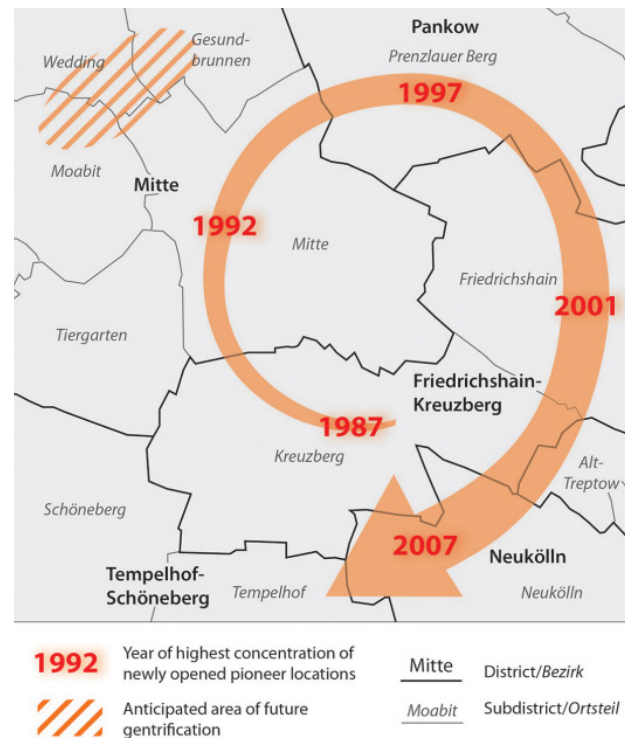 Pankow
Prenzlauer Berg
Gesund-
brunnen
Wedding
1997
Moabit
Mitte
1992
Mitte
Friedrichshain
2001
Tiergarten
Friedrichshain-
Kreuzberg
1987
Kreuzberg
Alt-
Treptow
Schöneberg
2007
Neukölln
Tempelhof-
Schöneberg
Tempelhof
Neukölln
1992
Year of highest concentration of
newly opened pioneer locations
Mitte
District/Bezirk
Anticipated area of future
gentrification
Moabit
Subdistrict/Ortsteil